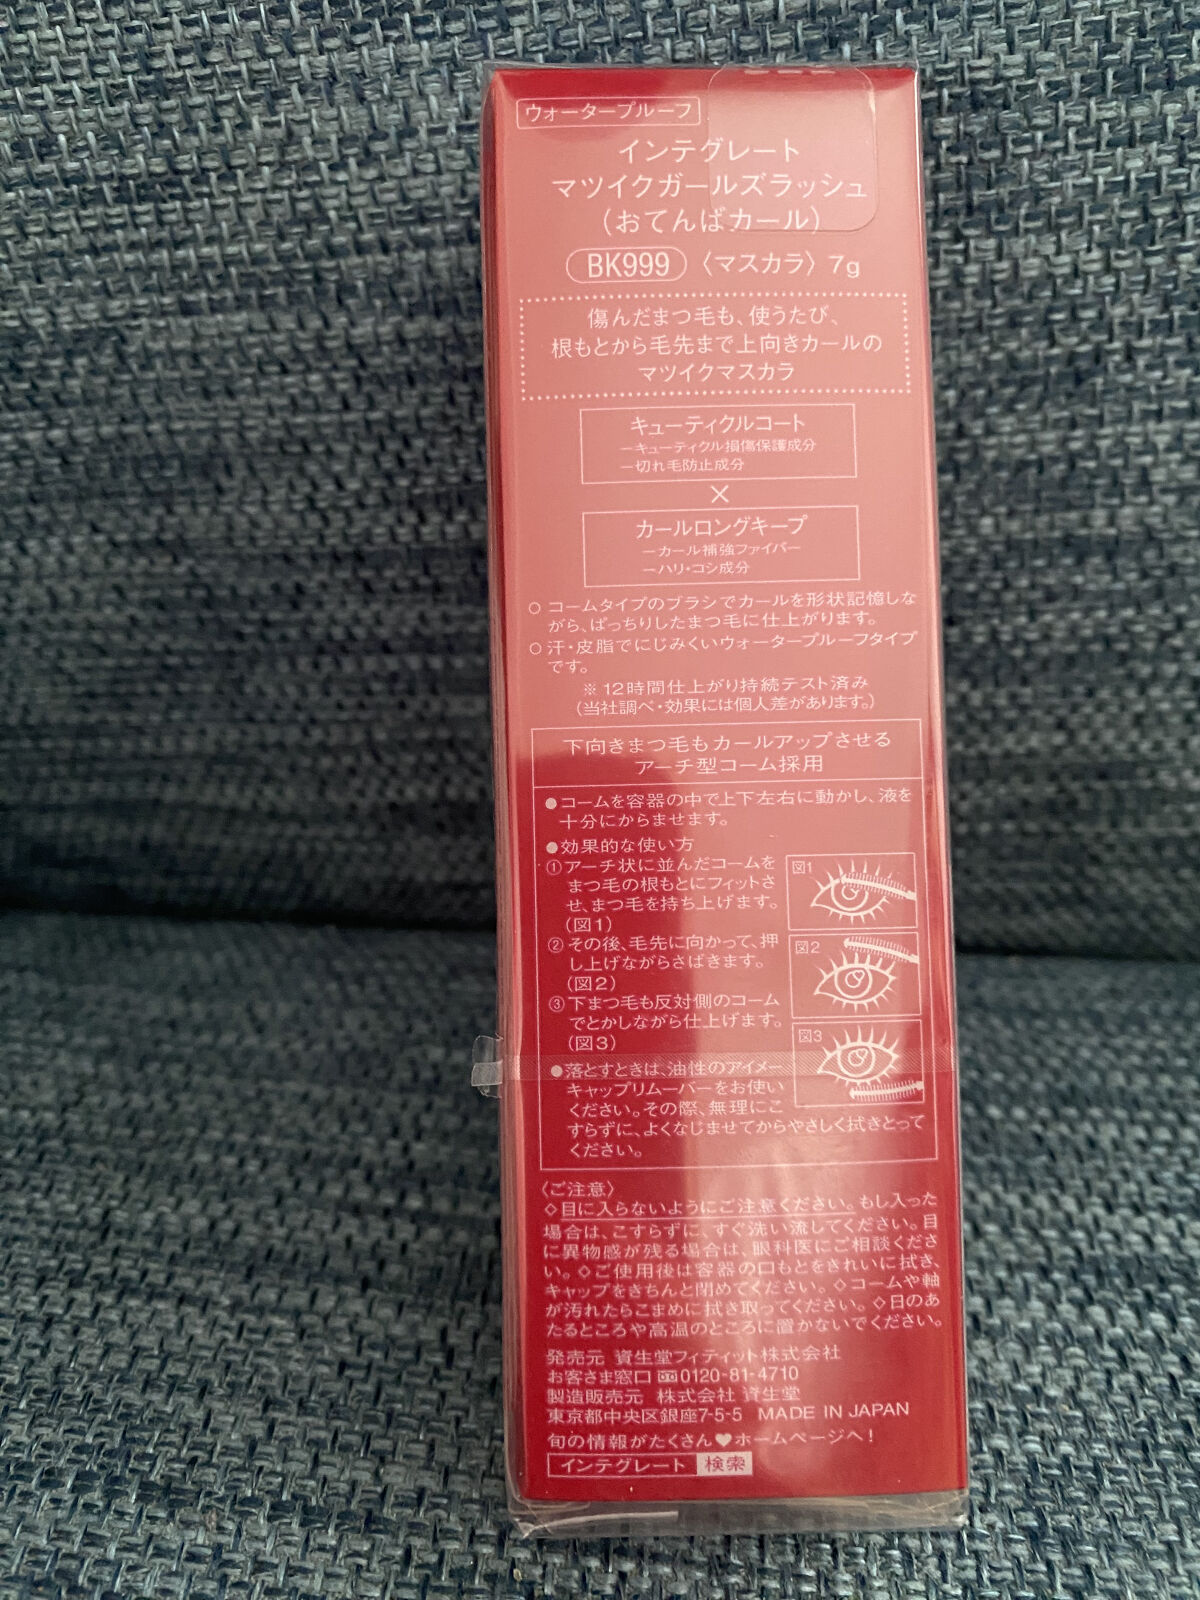 ウォータープルーフ
インテグレート
マツイクガールズラッシュ
（おてんばカール）
BK999 〈マスカラ〉 7g
傷んだまつ毛も、使うたび、
根もとから毛先まで上向きカールの
マツイクマスカラ
キューティクルコート
ーキューティクル損傷保護成分
ー切れ毛防止成分
×
カールロングキープ
ーカール補強ファイバー
ーハリ・コシ成分
○ コームタイプのブラシでカールを形状記憶しな
がら、ぱっちりしたまつ毛に仕上がります。
○ 汗・皮脂でにじみくいウォータープルーフタイプ
です。
※ 12時間仕上がり持続テスト済み
（当社調べ・効果には個人差があります。）
下向きまつ毛もカールアップさせる
アーチ型コーム採用
●コームを容器の中で上下左右に動かし、液を
十分にからませます。
●効果的な使い方
①アーチ状に並んだコームを
まつ毛の根もとにフィットさ
せ、まつ毛を持ち上げます。
（図1）
②その後、毛先に向かって、押
し上げながらさばきます。
（図2）
③下まつ毛も反対側のコーム
でとかしながら仕上げます。
（図3）
図1
図2
図3
●落とすときは、油性のアイメー
キャップリムーバーをお使い
ください。その際、無理にこ
すらずに、よくなじませてからやさしく拭きとって
ください。
〈ご注意〉
◇目に入らないようにご注意ください。もし入った
場合は、こすらずに、すぐ洗い流してください。目
に異物感が残る場合は、眼科医にご相談くださ
い。◇ご使用後は容器の口もとをきれいに拭き、
キャップをきちんと閉めてください。◇コームや軸
が汚れたらこまめに拭き取ってください。◇日のあ
たるところや高温のところに置かないでください。
発売元 資生堂フィティット株式会社
お客さま窓口 0120-81-4710
製造販売元 株式会社 資生堂
東京都中央区銀座7-5-5 MADE IN JAPAN
旬の情報がたくさん♥ホームページへ！
インテグレート 検索